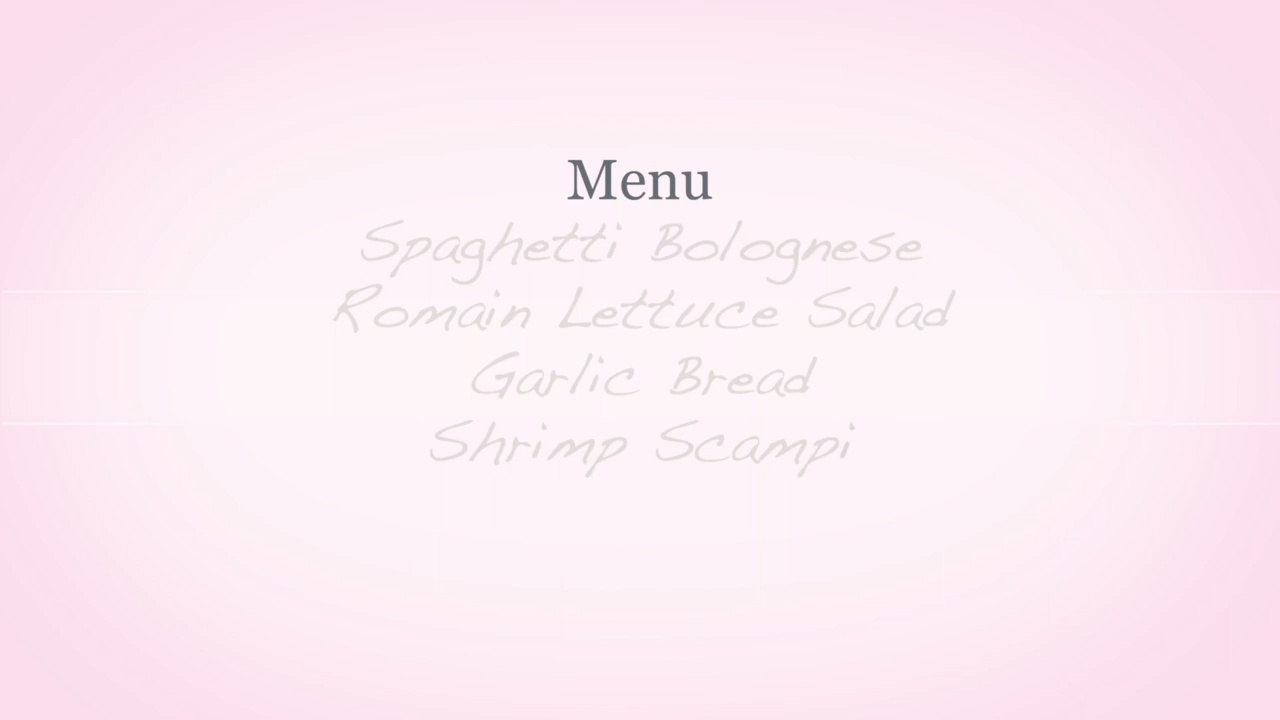 Menu
Spaghetti Bolognese
Romain Lettuce Salad
Garlic Bread
Shrimp Scampi